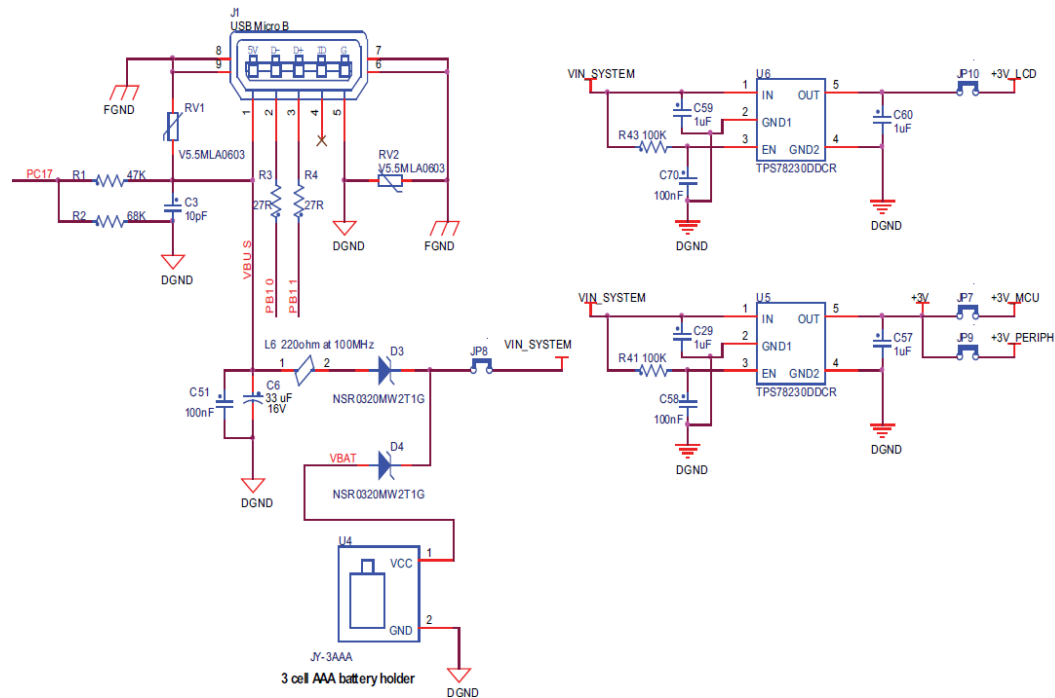 J1
USB Micro B
5V D- D+ ID G
8
9
7
6
1
2
3
4
5
FGND
RV1
V5.5MLA0603
RV2
V5.5MLA0603
PC17
R1
47K
R2
68K
C3
10pF
DGND
R3
27R
R4
27R
DGND
FGND
VBUS
PB10
PB11
L6 220ohm at 100MHz
1
2
D3
NSR0320MW2T1G
JP8
VIN_SYSTEM
C51
100nF
C6
33 uF
16V
DGND
VBAT
D4
NSR0320MW2T1G
U4
VCC
1
GND
2
JY-3AAA
3 cell AAA battery holder
DGND
VIN_SYSTEM
U6
1
IN
OUT
5
JP10
+3V_LCD
C59
1uF
2
GND1
C60
1uF
R43 100K
3
EN
GND2
4
TPS78230DDCR
C70
100nF
DGND
DGND
VIN_SYSTEM
U5
1
IN
OUT
5
+3V
JP7
+3V_MCU
C29
1uF
2
GND1
C57
1uF
JP9
+3V_PERIPH
R41 100K
3
EN
GND2
4
TPS78230DDCR
C58
100nF
DGND
DGND